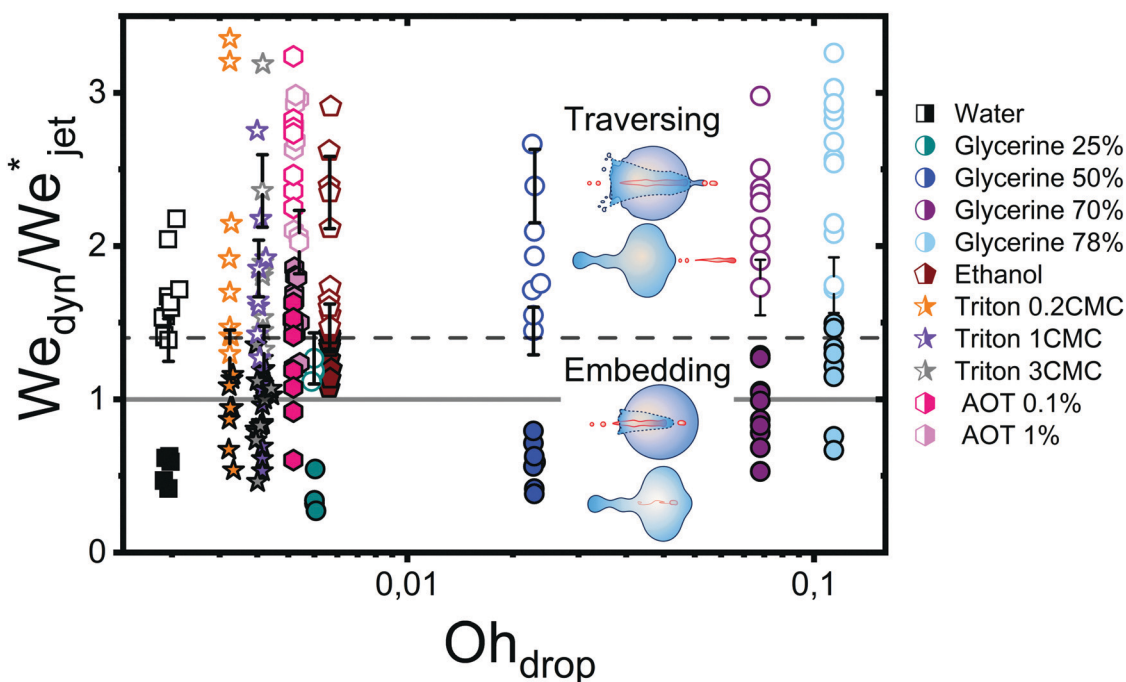 We_dyn/We*_jet
3
2
1
0
0,01
0,1
Oh_drop
Traversing
Embedding
Water
Glycerine 25%
Glycerine 50%
Glycerine 70%
Glycerine 78%
Ethanol
Triton 0.2CMC
Triton 1CMC
Triton 3CMC
AOT 0.1%
AOT 1%